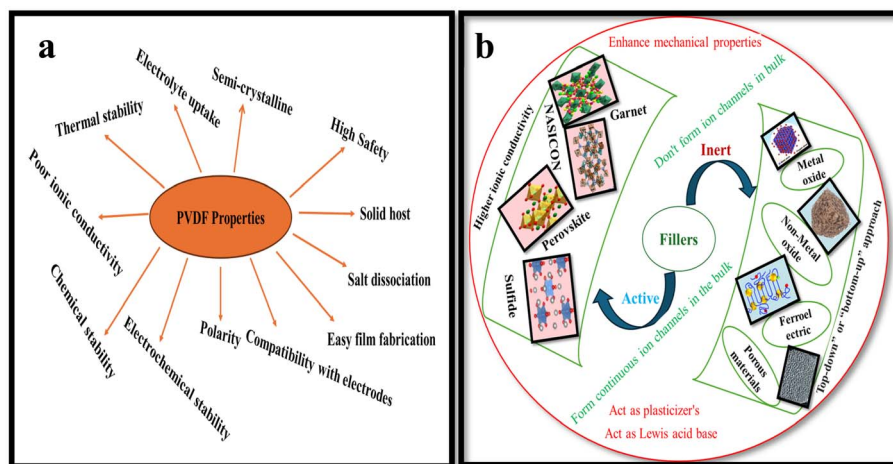 a
Electrolyte uptake
Semi-crystalline
Thermal stability
High Safety
Poor ionic conductivity
PVDF Properties
Solid host
Salt dissociation
Chemical stability
Electrochemical stability
Polarity
Compatibility with electrodes
Easy film fabrication
b
Enhance mechanical properties
Higher ionic conductivity
NASICON
Garnet
Perovskite
Sulfide
Don't form ion channels in bulk
Inert
Fillers
Active
Form continuous ion channels in the bulk
Metal
oxide
Non-Metal
oxide
Ferroel
ectric
Porous
materials
Top-down" or "bottom-up" approach
Act as plasticizer's
Act as Lewis acid base